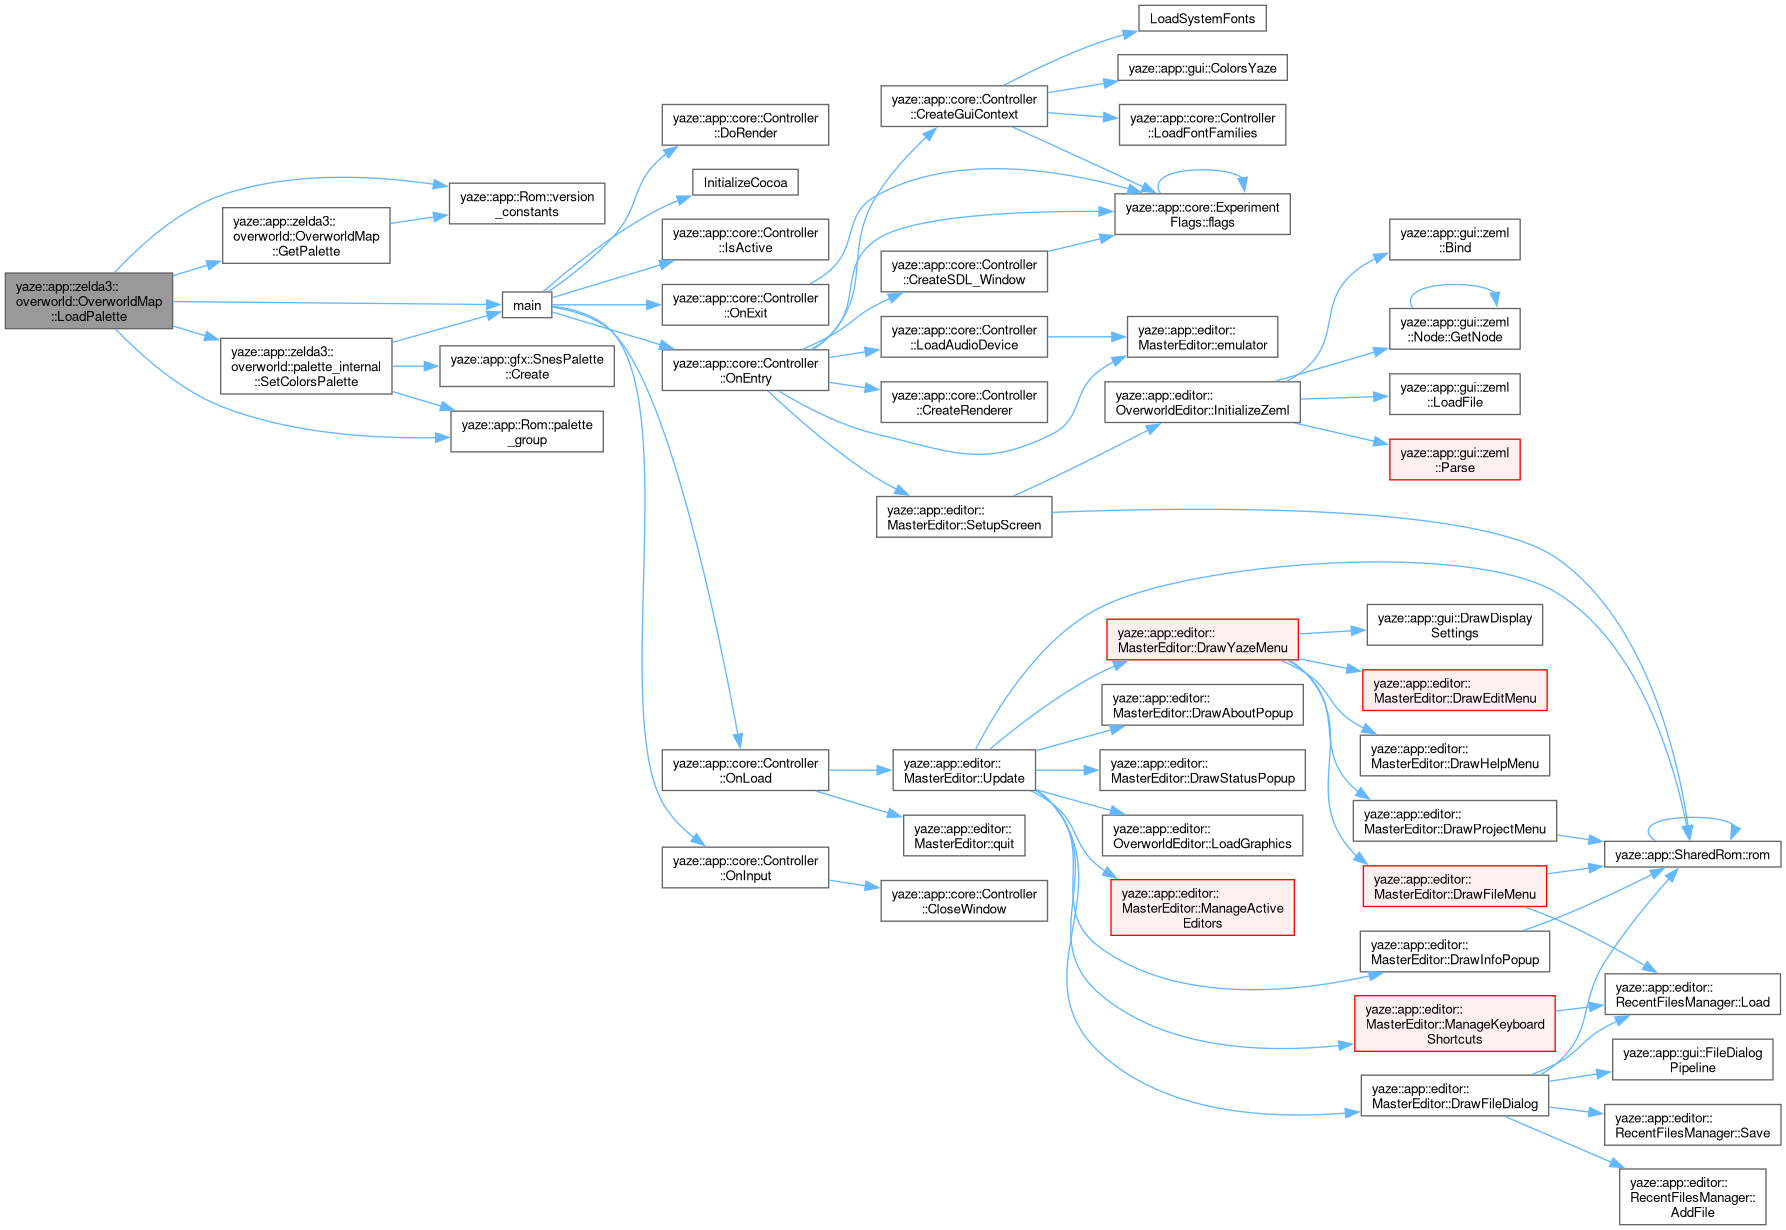 yaze::app::zelda3::
overworld::OverworldMap
::LoadPalette
yaze::app::Rom::version
_constants
yaze::app::zelda3::
overworld::OverworldMap
::GetPalette
main
yaze::app::zelda3::
overworld::palette_internal
::SetColorsPalette
yaze::app::gfx::SnesPalette
::Create
yaze::app::Rom::palette
_group
yaze::app::core::Controller
::DoRender
InitializeCocoa
yaze::app::core::Controller
::IsActive
yaze::app::core::Controller
::OnExit
yaze::app::core::Controller
::OnEntry
yaze::app::core::Controller
::OnLoad
yaze::app::core::Controller
::OnInput
yaze::app::core::Controller
::CreateGuiContext
yaze::app::core::Controller
::CreateSDL_Window
yaze::app::core::Controller
::LoadAudioDevice
yaze::app::core::Controller
::CreateRenderer
yaze::app::editor::
MasterEditor::SetupScreen
yaze::app::editor::
MasterEditor::Update
yaze::app::editor::
MasterEditor::quit
yaze::app::core::Controller
::CloseWindow
LoadSystemFonts
yaze::app::gui::ColorsYaze
yaze::app::core::Controller
::LoadFontFamilies
yaze::app::core::Experiment
Flags::flags
yaze::app::editor::
MasterEditor::emulator
yaze::app::editor::
OverworldEditor::InitializeZeml
yaze::app::gui::zeml
::Bind
yaze::app::gui::zeml
::Node::GetNode
yaze::app::gui::zeml
::LoadFile
yaze::app::gui::zeml
::Parse
yaze::app::editor::
MasterEditor::DrawYazeMenu
yaze::app::editor::
MasterEditor::DrawAboutPopup
yaze::app::editor::
MasterEditor::DrawStatusPopup
yaze::app::editor::
OverworldEditor::LoadGraphics
yaze::app::editor::
MasterEditor::ManageActive
Editors
yaze::app::gui::DrawDisplay
Settings
yaze::app::editor::
MasterEditor::DrawEditMenu
yaze::app::editor::
MasterEditor::DrawHelpMenu
yaze::app::editor::
MasterEditor::DrawProjectMenu
yaze::app::editor::
MasterEditor::DrawFileMenu
yaze::app::editor::
MasterEditor::DrawInfoPopup
yaze::app::editor::
MasterEditor::ManageKeyboard
Shortcuts
yaze::app::editor::
MasterEditor::DrawFileDialog
yaze::app::SharedRom::rom
yaze::app::editor::
RecentFilesManager::Load
yaze::app::gui::FileDialog
Pipeline
yaze::app::editor::
RecentFilesManager::Save
yaze::app::editor::
RecentFilesManager::
AddFile